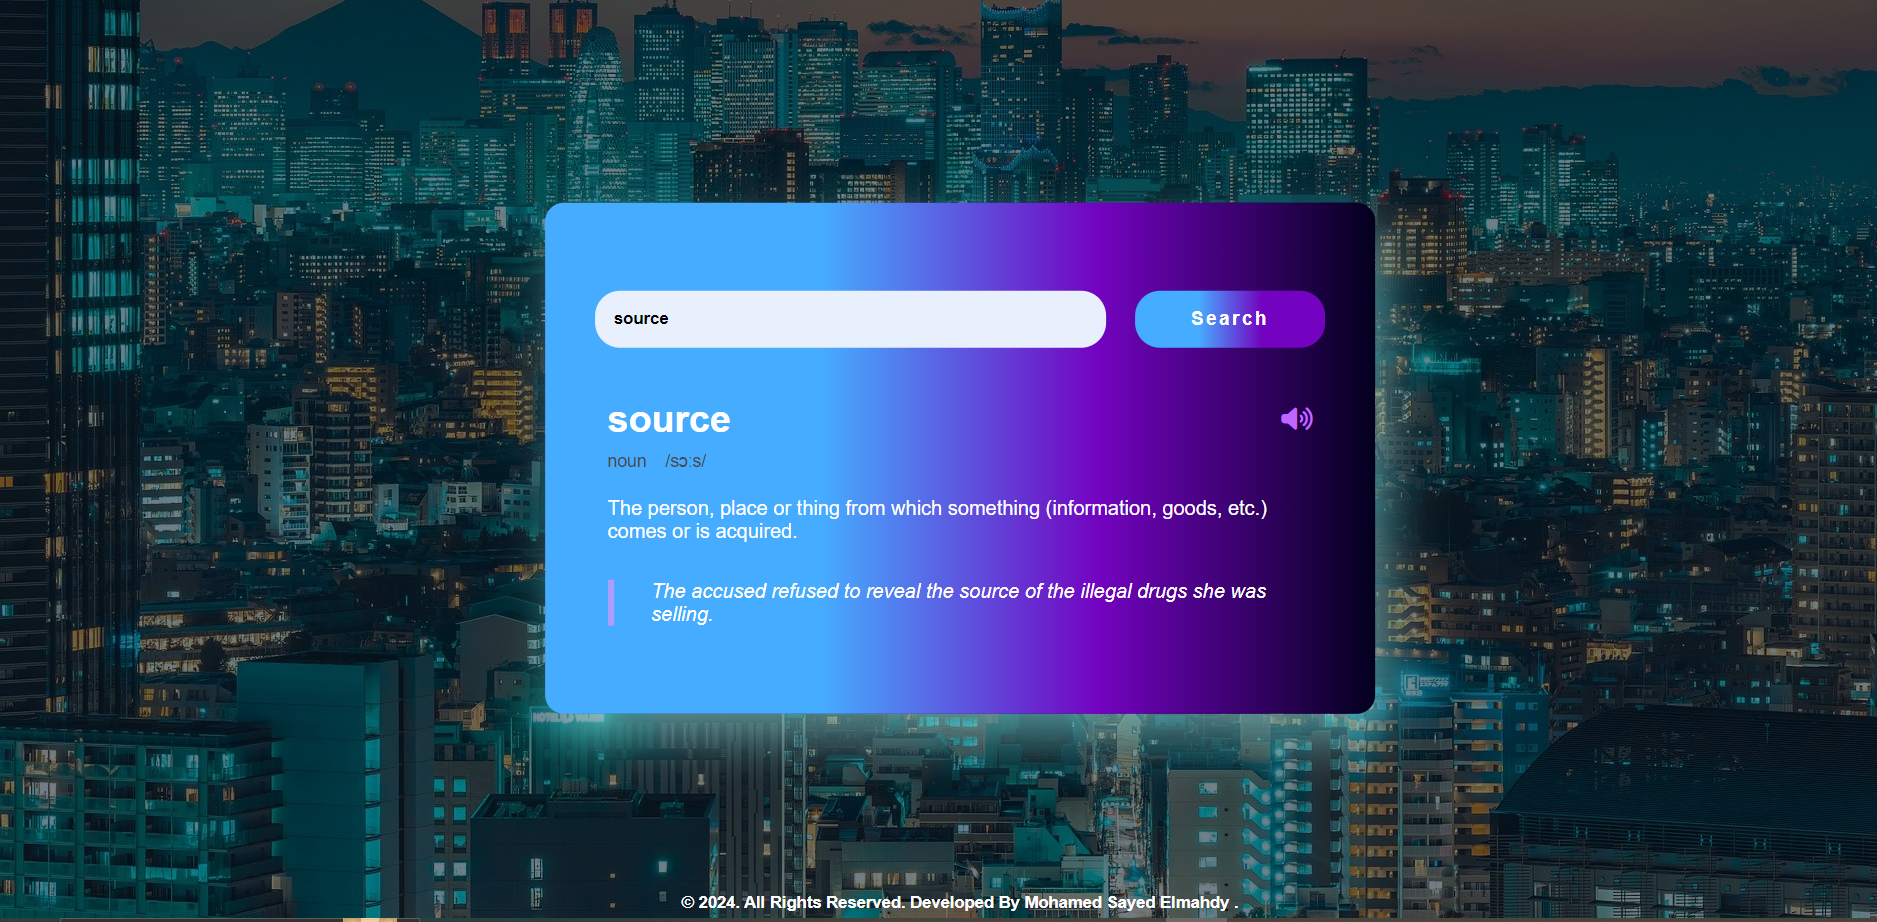 source
Search
source
noun /sɔːs/
The person, place or thing from which something (information, goods, etc.)
comes or is acquired.
The accused refused to reveal the source of the illegal drugs she was
selling.
© 2024. All Rights Reserved. Developed By Mohamed Sayed Elmahdy .